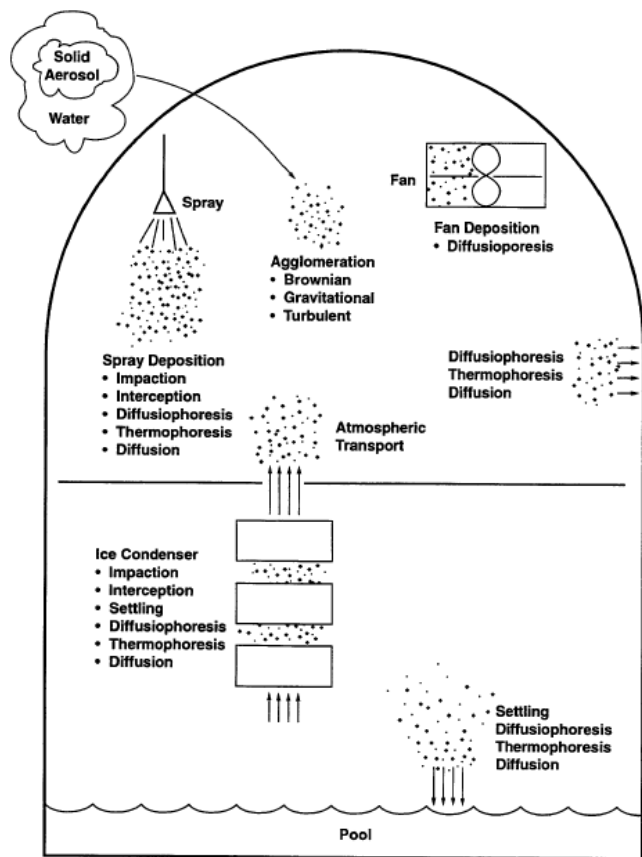 Solid
Aerosol
Water
Spray
Fan
Fan Deposition
• Diffusioporesis
Agglomeration
• Brownian
• Gravitational
• Turbulent
Spray Deposition
• Impaction
• Interception
• Diffusiophoresis
• Thermophoresis
• Diffusion
Diffusiophoresis
Thermophoresis
Diffusion
Atmospheric
Transport
Ice Condenser
• Impaction
• Interception
• Settling
• Diffusiophoresis
• Thermophoresis
• Diffusion
Settling
Diffusiophoresis
Thermophoresis
Diffusion
Pool